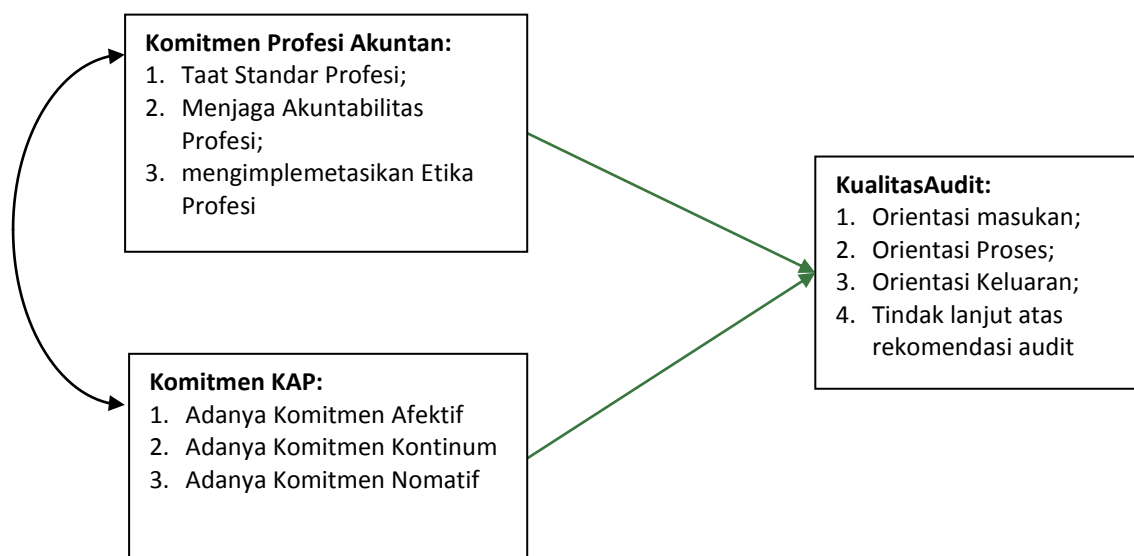 Komitmen Profesi Akuntan:
1. Taat Standar Profesi;
2. Menjaga Akuntabilitas
Profesi;
3. mengimplemetasikan Etika
Profesi
KualitasAudit:
1. Orientasi masukan;
2. Orientasi Proses;
3. Orientasi Keluaran;
4. Tindak lanjut atas
rekomendasi audit
Komitmen KAP:
1. Adanya Komitmen Afektif
2. Adanya Komitmen Kontinum
3. Adanya Komitmen Nomatif